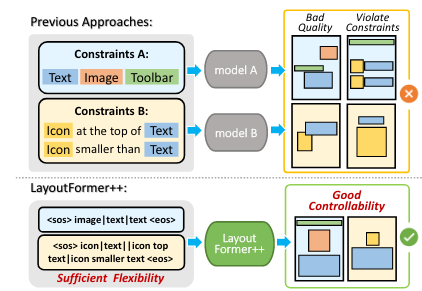 Previous Approaches:
Bad Quality
Violate Constraints
Constraints A:
Text Image Toolbar
model A
Constraints B:
Icon at the top of Text
Icon smaller than Text
model B
LayoutFormer++:
Good Controllability
<sos> image|text|text <eos>
<sos> icon|text||icon top
text|icon smaller text <eos>
Layout
Former++
Sufficient Flexibility